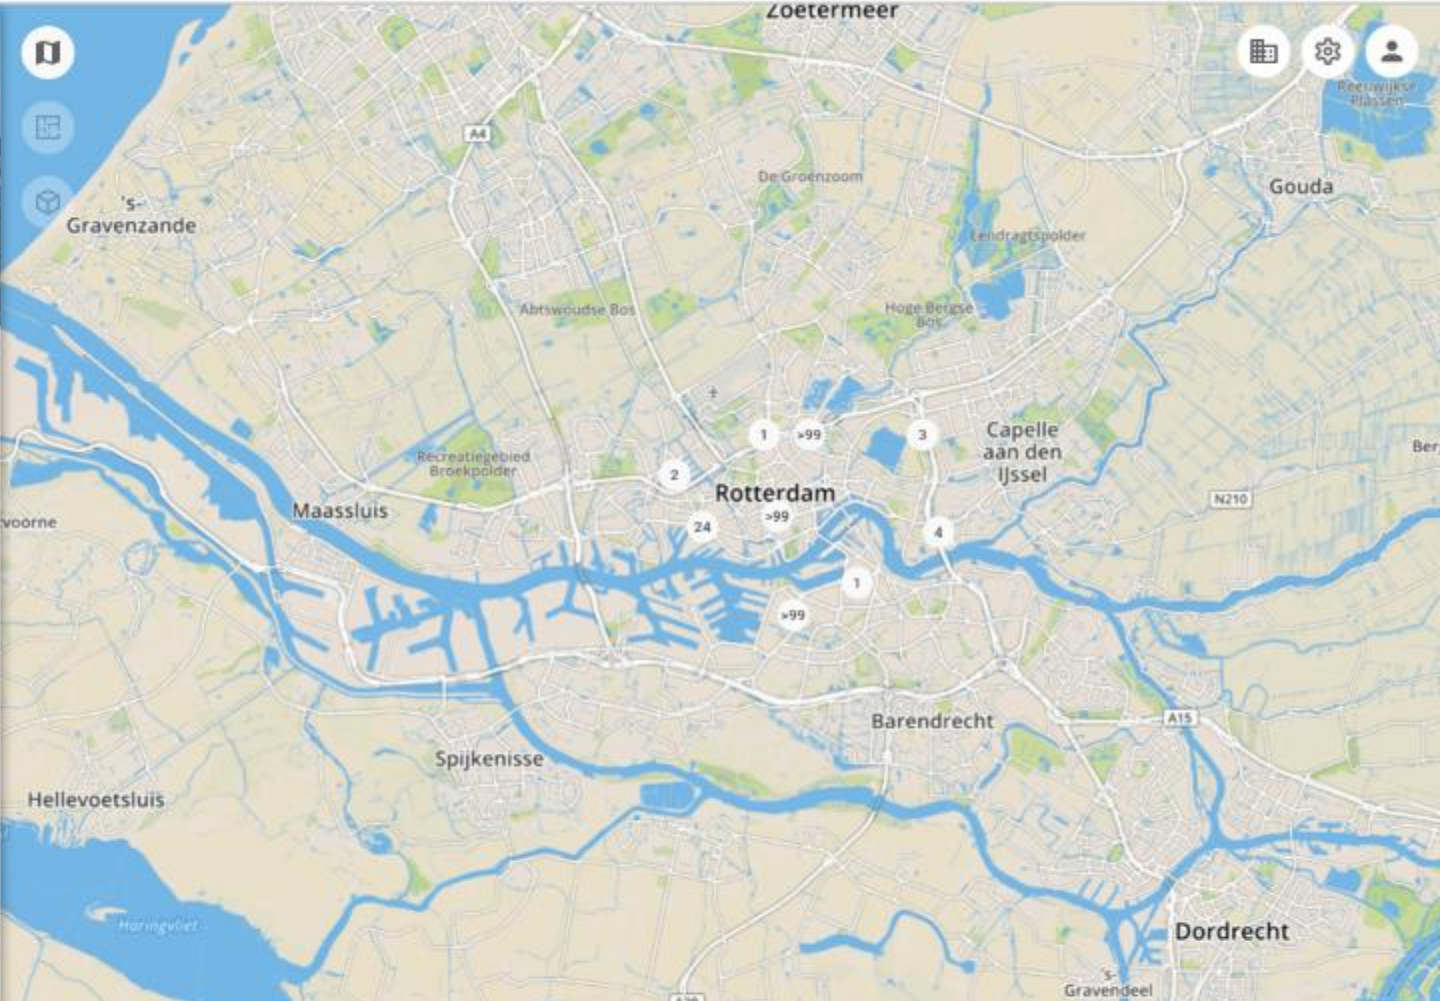 Zoetermeer
Reeuwijkse
Plassen
A4
De Groenzoom
Gouda
's-
Gravenzande
Lendragtspolder
Abtswoudse Bos
Hoge Bergse
Bos
1
>99
3
Capelle
aan den
IJssel
Ber
Recreatiegebied
Broekpolder
2
Rotterdam
N210
Maassluis
>99
24
voorne
4
1
>99
A15
Barendrecht
Spijkenisse
Hellevoetsluis
Haringvliet
Dordrecht
's-
Gravendeel